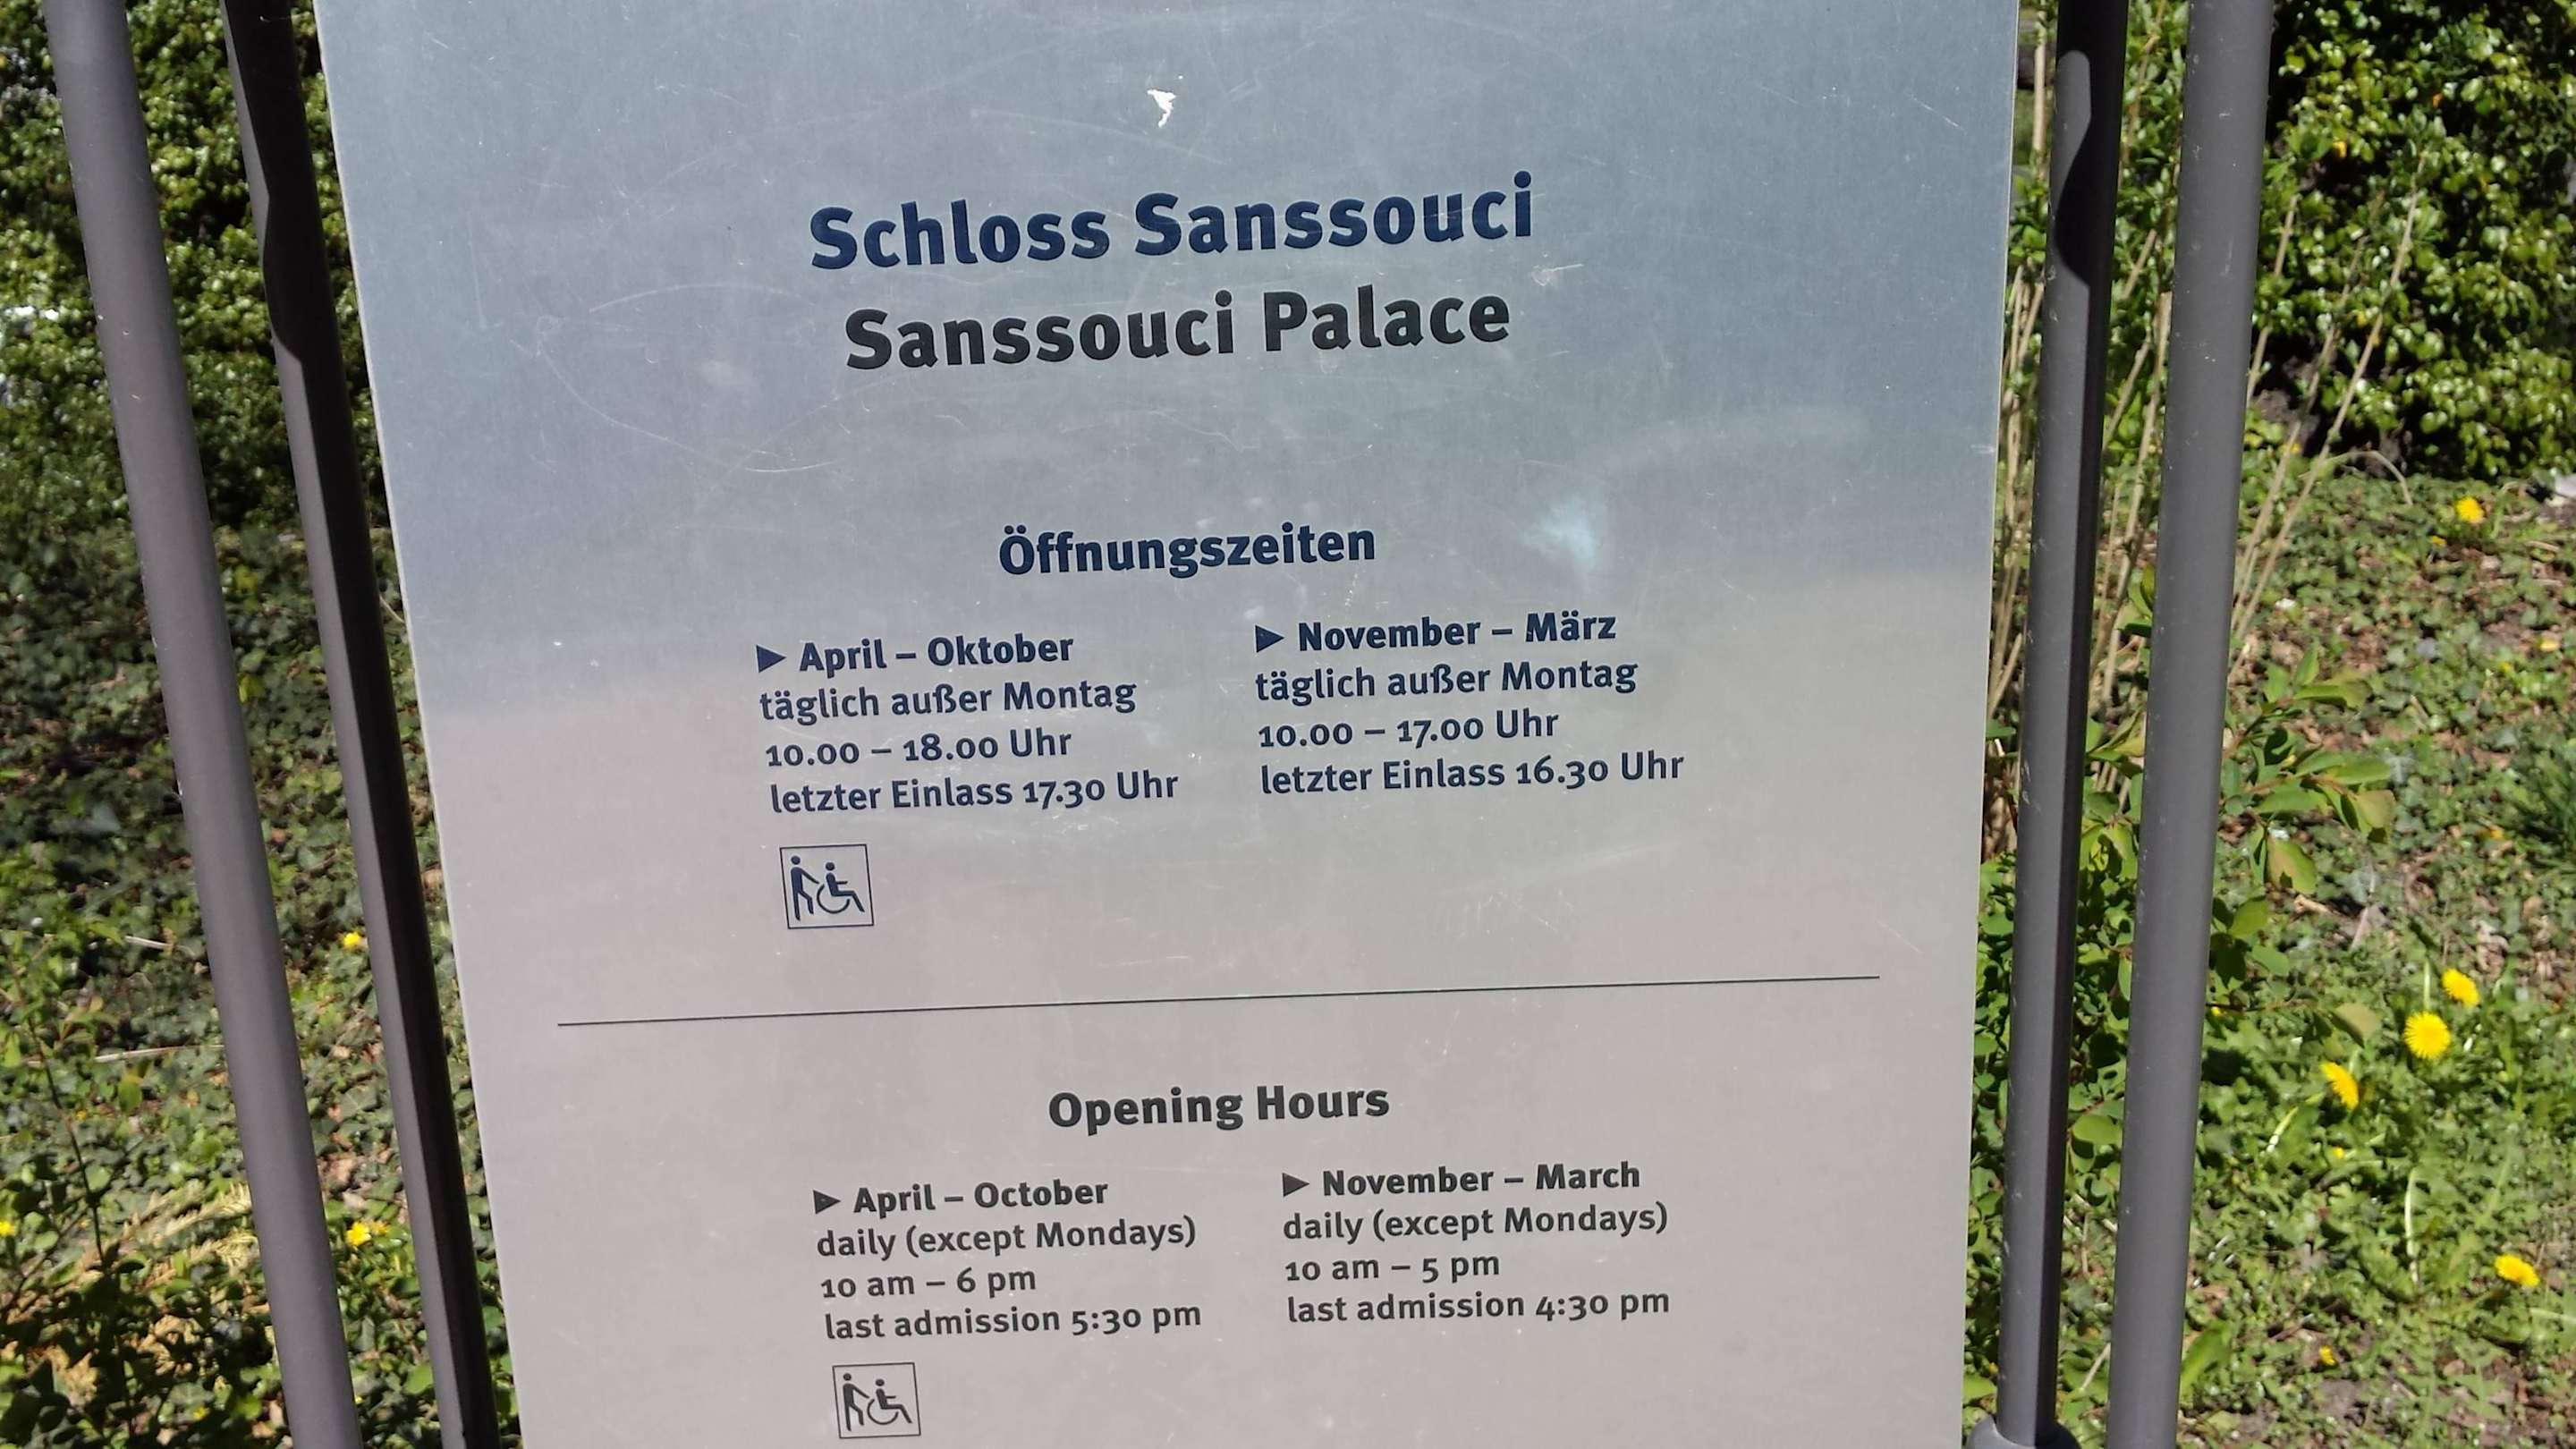 Schloss Sanssouci
Sanssouci Palace
Öffnungszeiten
▶ April – Oktober
täglich außer Montag
10.00 – 18.00 Uhr
letzter Einlass 17.30 Uhr
▶ November – März
täglich außer Montag
10.00 – 17.00 Uhr
letzter Einlass 16.30 Uhr
Opening Hours
▶ April – October
daily (except Mondays)
10 am – 6 pm
last admission 5:30 pm
▶ November – March
daily (except Mondays)
10 am – 5 pm
last admission 4:30 pm